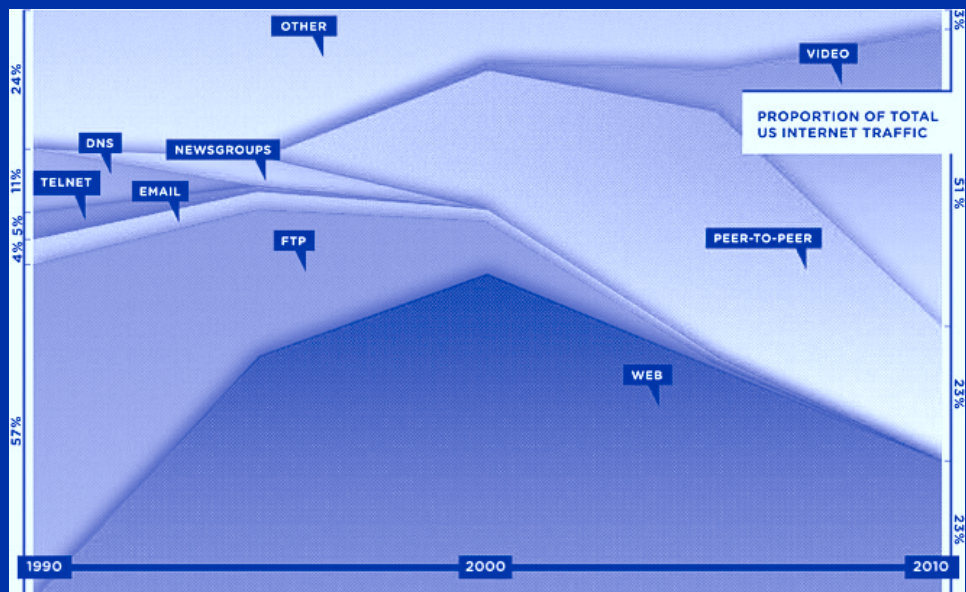 OTHER
3%
VIDEO
24%
PROPORTION OF TOTAL
US INTERNET TRAFFIC
DNS
NEWSGROUPS
TELNET
EMAIL
11%
51%
5%
4%
FTP
PEER-TO-PEER
WEB
23%
57%
23%
1990
2000
2010